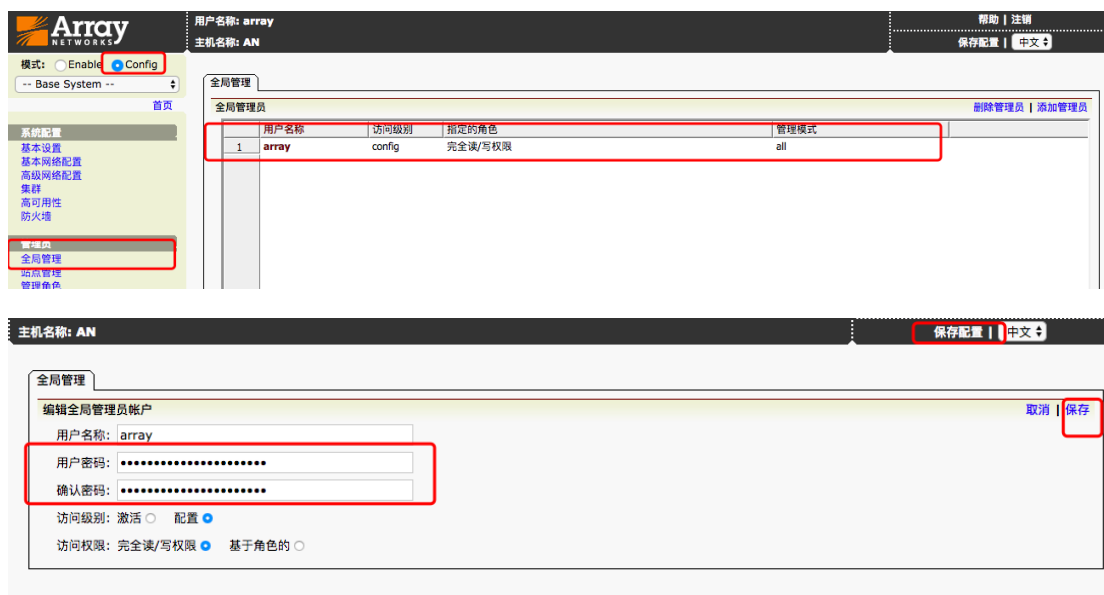 Array
NETWORKS
用户名称: array
主机名称: AN
帮助 | 注销
保存配置 | 中文
模式: Enable Config
-- Base System --
首页
系统配置
基本设置
基本网络配置
高级网络配置
集群
高可用性
防火墙
管理员
全局管理
站点管理
管理角色
全局管理
全局管理员
删除管理员 | 添加管理员
用户名称 访问级别 指定的角色 管理模式
1 array config 完全读/写权限 all
主机名称: AN
保存配置 | 中文
全局管理
编辑全局管理员帐户
取消 | 保存
用户名称: array
用户密码: ••••••••••••••••••••••
确认密码: ••••••••••••••••••••••
访问级别: 激活 配置
访问权限: 完全读/写权限 基于角色的